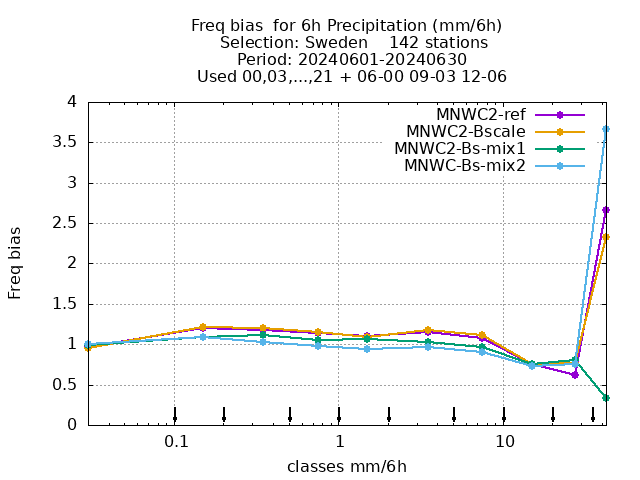 Freq bias  for 6h Precipitation (mm/6h)
Selection: Sweden    142 stations
Period: 20240601-20240630
Used 00,03,...,21 + 06-00 09-03 12-06
MNWC2-ref
MNWC2-Bscale
MNWC2-Bs-mix1
MNWC-Bs-mix2
4
3.5
3
2.5
2
1.5
1
0.5
0
Freq bias
0.1 1 10
classes mm/6h